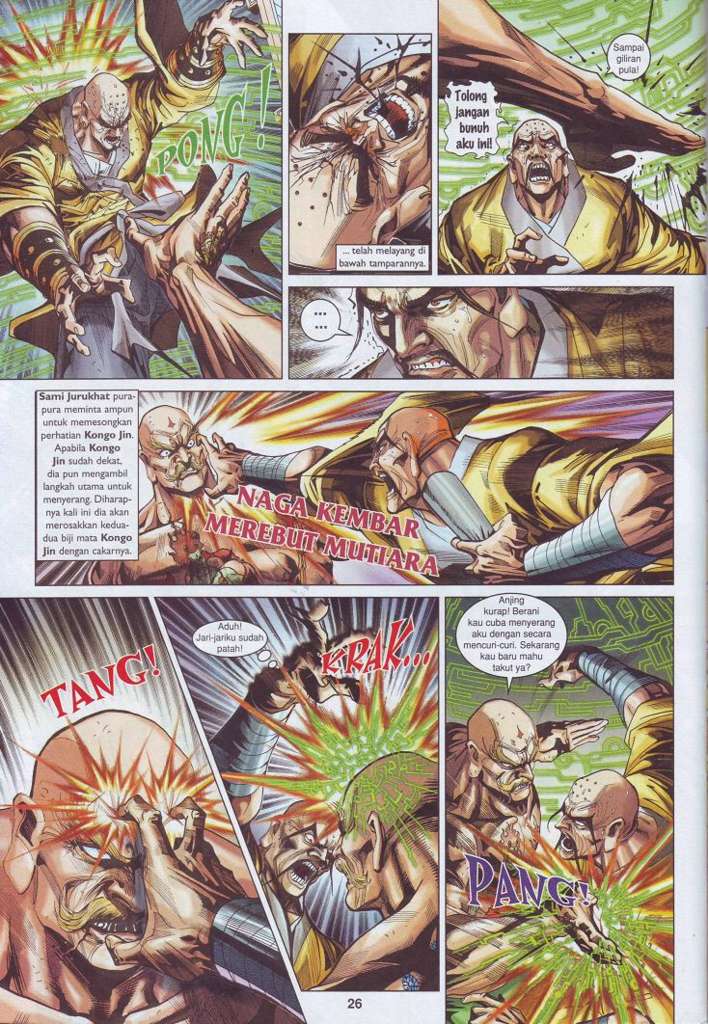 PONG!
... telah melayang di
bawah tamparannya.
Sampai
giliran
pula!
Tolong
jangan
bunuh
aku ini!
...
...
Sami Jurukhat pura-
pura meminta ampun
untuk memesongkan
perhatian Kongo Jin.
Apabila Kongo
Jin sudah dekat,
dia pun mengambil
langkah utama untuk
menyerang. Diharap-
nya kali ini dia akan
merosakkan kedua-
dua biji mata Kongo
Jin dengan cakarnya.
NAGA KEMBAR
MEREBUT MUTIARA
TANG!
Aduh!
Jari-jariku sudah
patah!
KRAK...
Anjing
kurap! Berani
kau cuba menyerang
aku dengan secara
mencuri-curi. Sekarang
kau baru mahu
takut ya?
PANG!
26